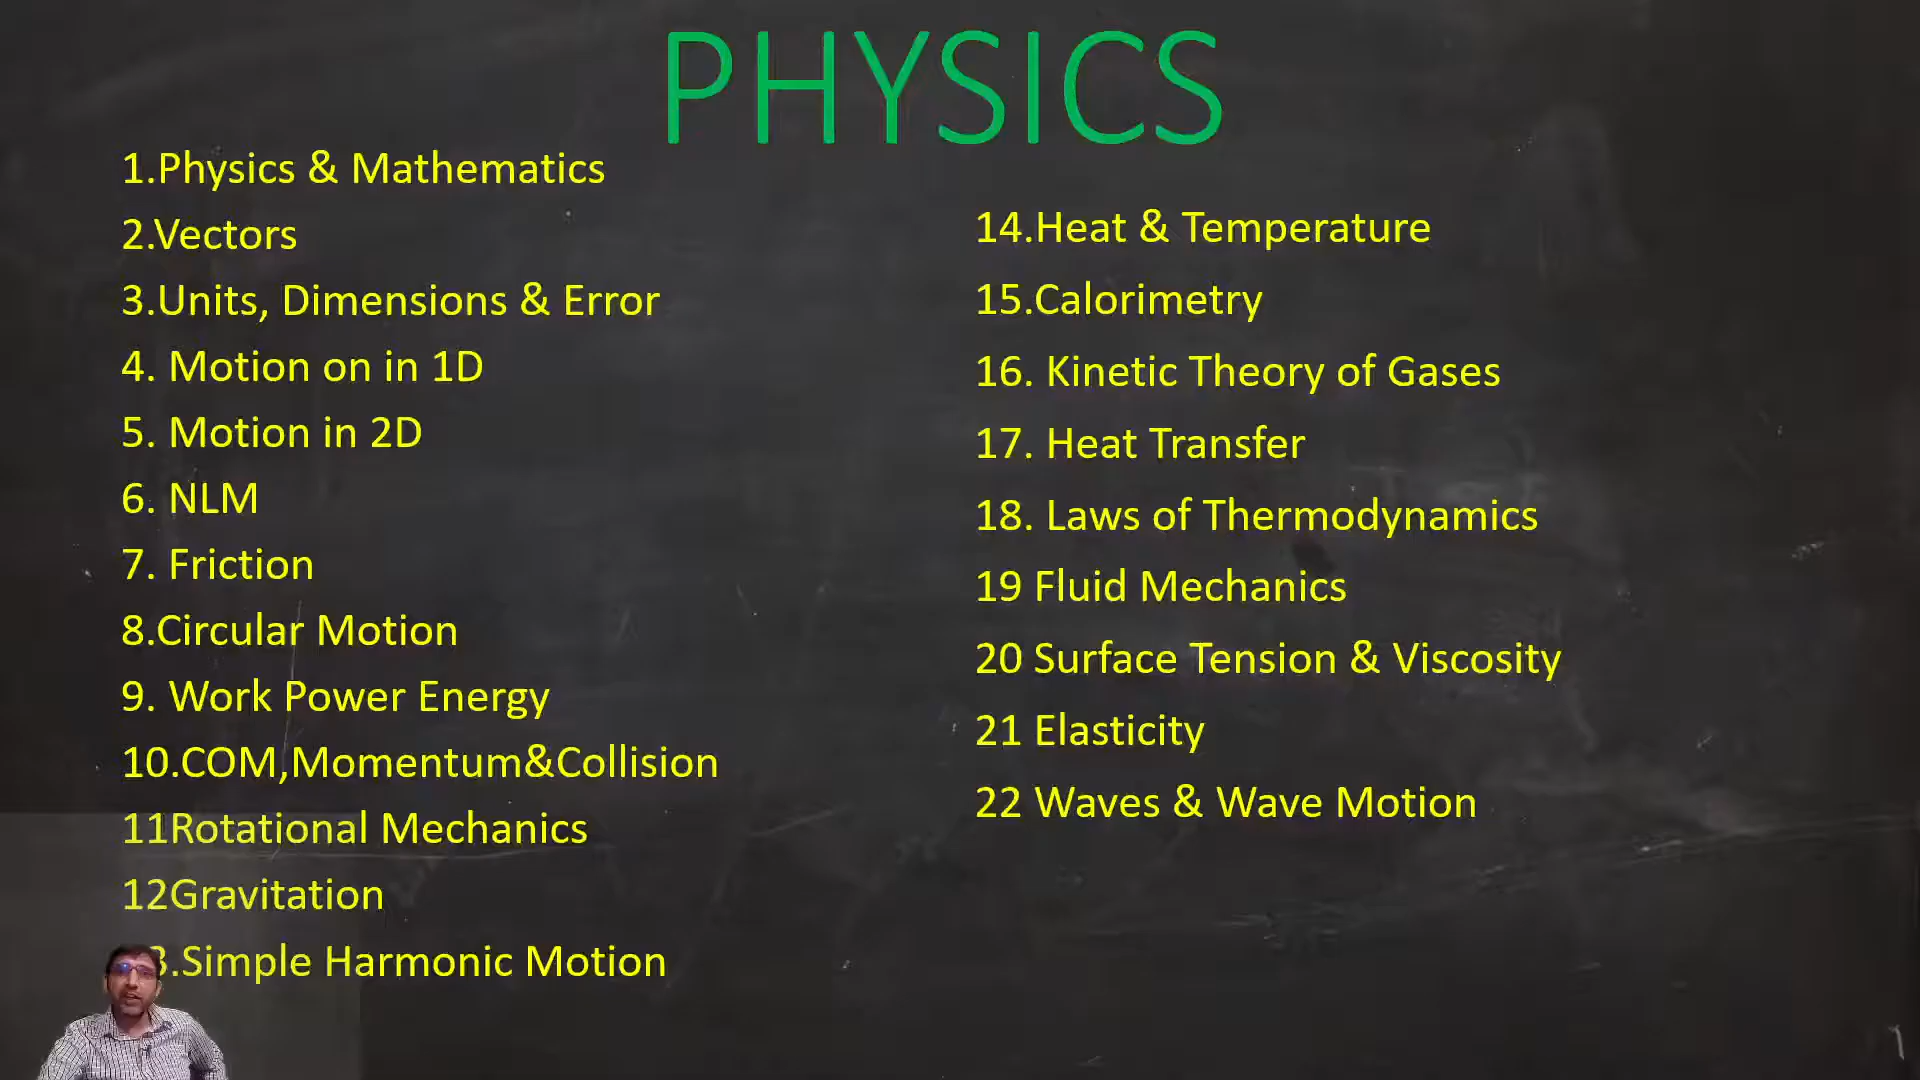 PHYSICS
1.Physics & Mathematics
2.Vectors
3.Units, Dimensions & Error
4. Motion on in 1D
5. Motion in 2D
6. NLM
7. Friction
8.Circular Motion
9. Work Power Energy
10.COM,Momentum&Collision
11Rotational Mechanics
12Gravitation
3.Simple Harmonic Motion
14.Heat & Temperature
15.Calorimetry
16. Kinetic Theory of Gases
17. Heat Transfer
18. Laws of Thermodynamics
19 Fluid Mechanics
20 Surface Tension & Viscosity
21 Elasticity
22 Waves & Wave Motion